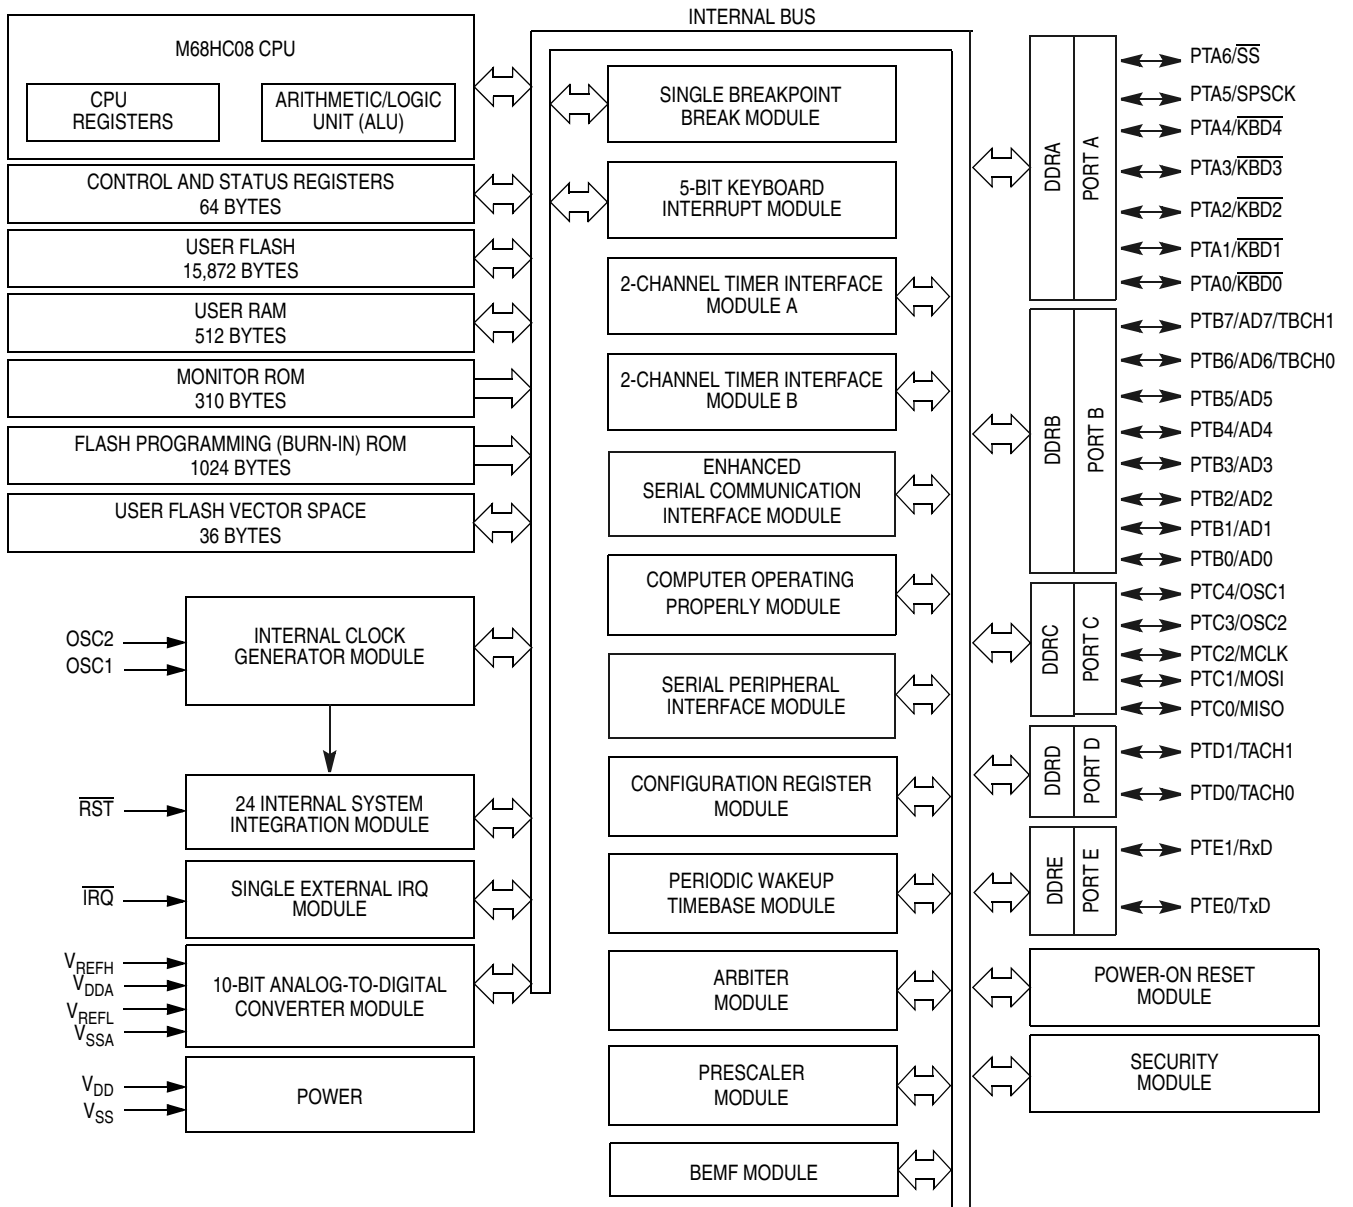 INTERNAL BUS
M68HC08 CPU
CPU
REGISTERS
ARITHMETIC/LOGIC
UNIT (ALU)
CONTROL AND STATUS REGISTERS
64 BYTES
USER FLASH
15,872 BYTES
USER RAM
512 BYTES
MONITOR ROM
310 BYTES
FLASH PROGRAMMING (BURN-IN) ROM
1024 BYTES
USER FLASH VECTOR SPACE
36 BYTES
OSC2
OSC1
INTERNAL CLOCK
GENERATOR MODULE
RST
24 INTERNAL SYSTEM
INTEGRATION MODULE
IRQ
SINGLE EXTERNAL IRQ
MODULE
VREFH
VDDA
VREFL
VSSA
10-BIT ANALOG-TO-DIGITAL
CONVERTER MODULE
VDD
VSS
POWER
SINGLE BREAKPOINT
BREAK MODULE
5-BIT KEYBOARD
INTERRUPT MODULE
2-CHANNEL TIMER INTERFACE
MODULE A
2-CHANNEL TIMER INTERFACE
MODULE B
ENHANCED
SERIAL COMMUNICATION
INTERFACE MODULE
COMPUTER OPERATING
PROPERLY MODULE
SERIAL PERIPHERAL
INTERFACE MODULE
CONFIGURATION REGISTER
MODULE
PERIODIC WAKEUP
TIMEBASE MODULE
ARBITER
MODULE
PRESCALER
MODULE
BEMF MODULE
DDRA
PORT A
PTA6/SS
PTA5/SPSCK
PTA4/KBD4
PTA3/KBD3
PTA2/KBD2
PTA1/KBD1
PTA0/KBD0
DDRB
PORT B
PTB7/AD7/TBCH1
PTB6/AD6/TBCH0
PTB5/AD5
PTB4/AD4
PTB3/AD3
PTB2/AD2
PTB1/AD1
PTB0/AD0
DDRC
PORT C
PTC4/OSC1
PTC3/OSC2
PTC2/MCLK
PTC1/MOSI
PTC0/MISO
DDRD
PORT D
PTD1/TACH1
PTD0/TACH0
DDRE
PORT E
PTE1/RxD
PTE0/TxD
POWER-ON RESET
MODULE
SECURITY
MODULE